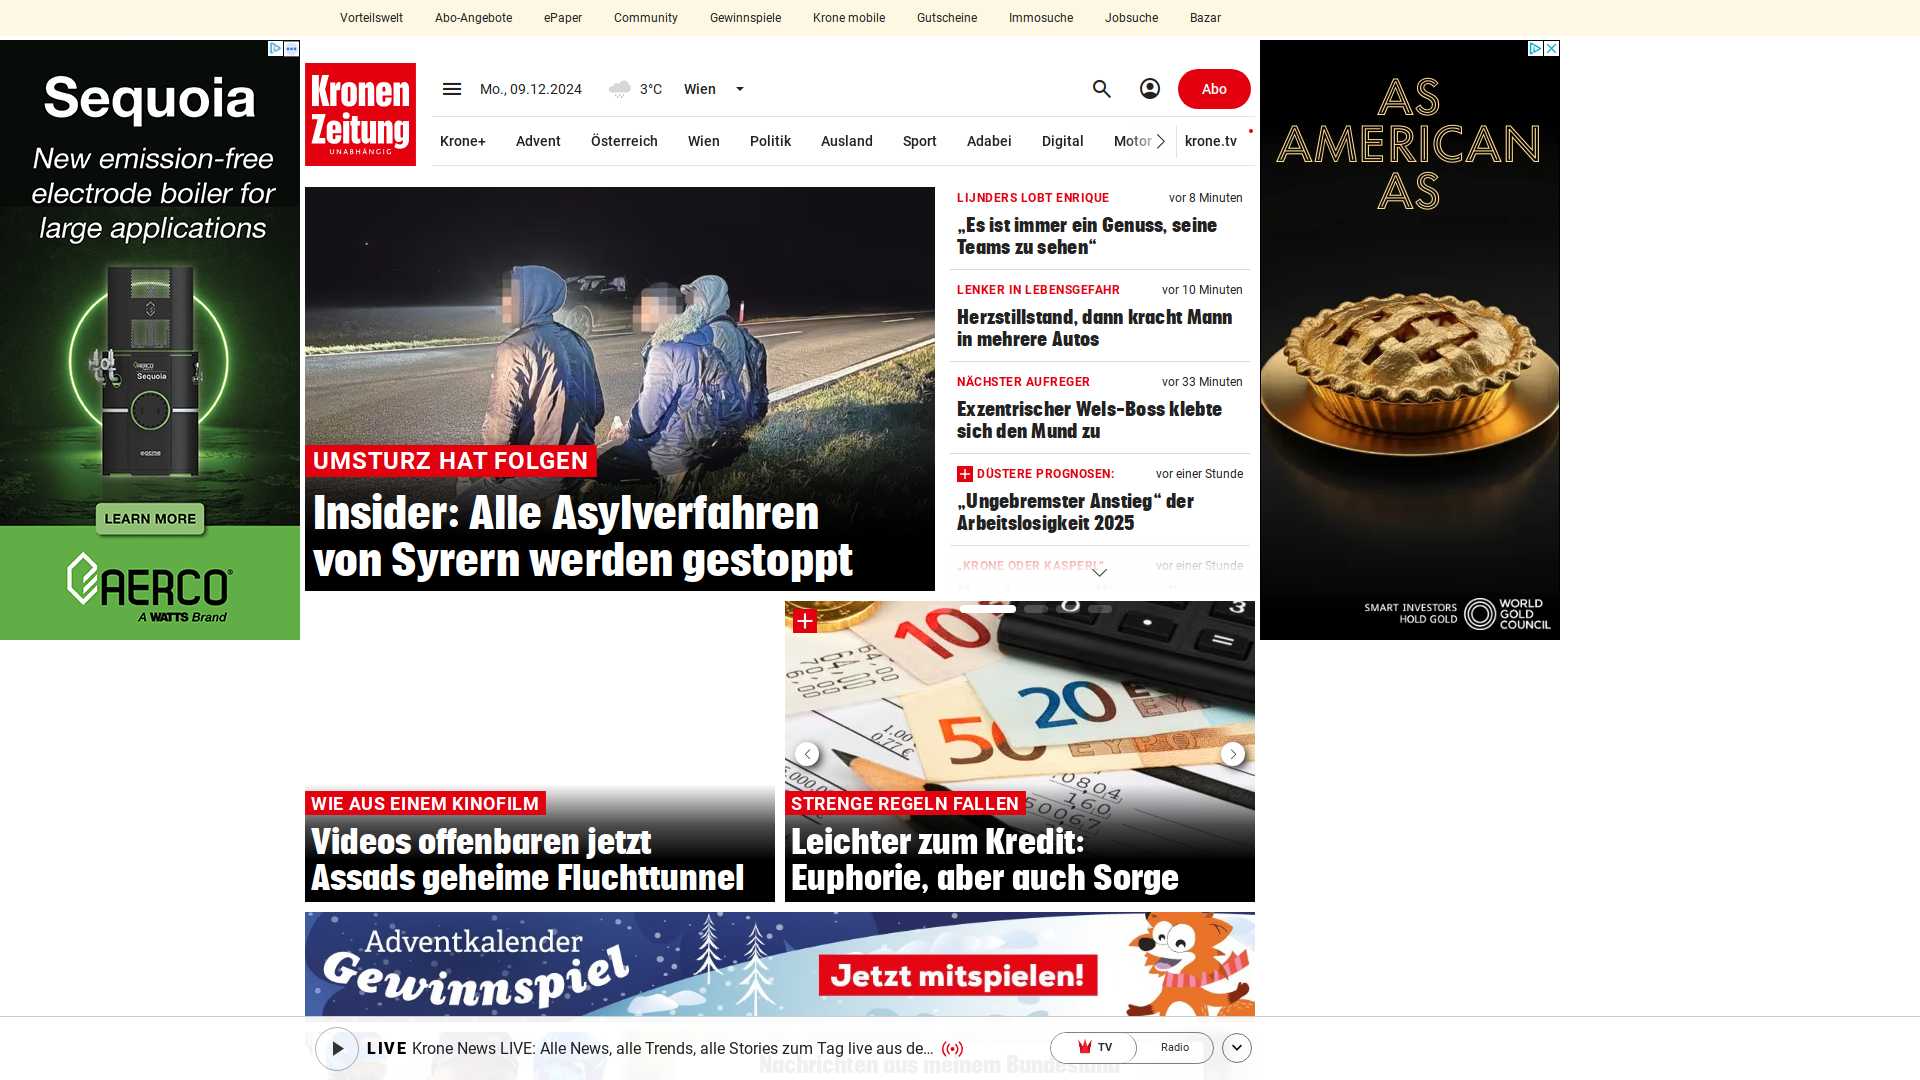 Vorteilswelt Abo-Angebote ePaper Community Gewinnspiele Krone mobile Gutscheine Immosuche Jobsuche Bazar
Sequoia
New emission-free
electrode boiler for
large applications
AERCO
Sequoia
LEARN MORE
AERCO®
A WATTS Brand
Kronen
Zeitung
UNABHÄNGIG
Mo., 09.12.2024 3°C Wien
Abo
Krone+ Advent Österreich Wien Politik Ausland Sport Adabei Digital Motor krone.tv
UMSTURZ HAT FOLGEN
Insider: Alle Asylverfahren
von Syrern werden gestoppt
LIJNDERS LOBT ENRIQUE vor 8 Minuten
„Es ist immer ein Genuss, seine
Teams zu sehen“
LENKER IN LEBENSGEFAHR vor 10 Minuten
Herzstillstand, dann kracht Mann
in mehrere Autos
NÄCHSTER AUFREGER vor 33 Minuten
Exzentrischer Wels-Boss klebte
sich den Mund zu
DÜSTERE PROGNOSEN: vor einer Stunde
„Ungebremster Anstieg“ der
Arbeitslosigkeit 2025
„KRONE ODER KASPERL“ vor einer Stunde
AS
AMERICAN
AS
SMART INVESTORS
HOLD GOLD
WORLD
GOLD
COUNCIL
WIE AUS EINEM KINOFILM
Videos offenbaren jetzt
Assads geheime Fluchttunnel
STRENGE REGELN FALLEN
Leichter zum Kredit:
Euphorie, aber auch Sorge
Adventkalender
Gewinnspiel
Jetzt mitspielen!
LIVE Krone News LIVE: Alle News, alle Trends, alle Stories zum Tag live aus de…
TV Radio
Nachrichten aus meinem Bundesland